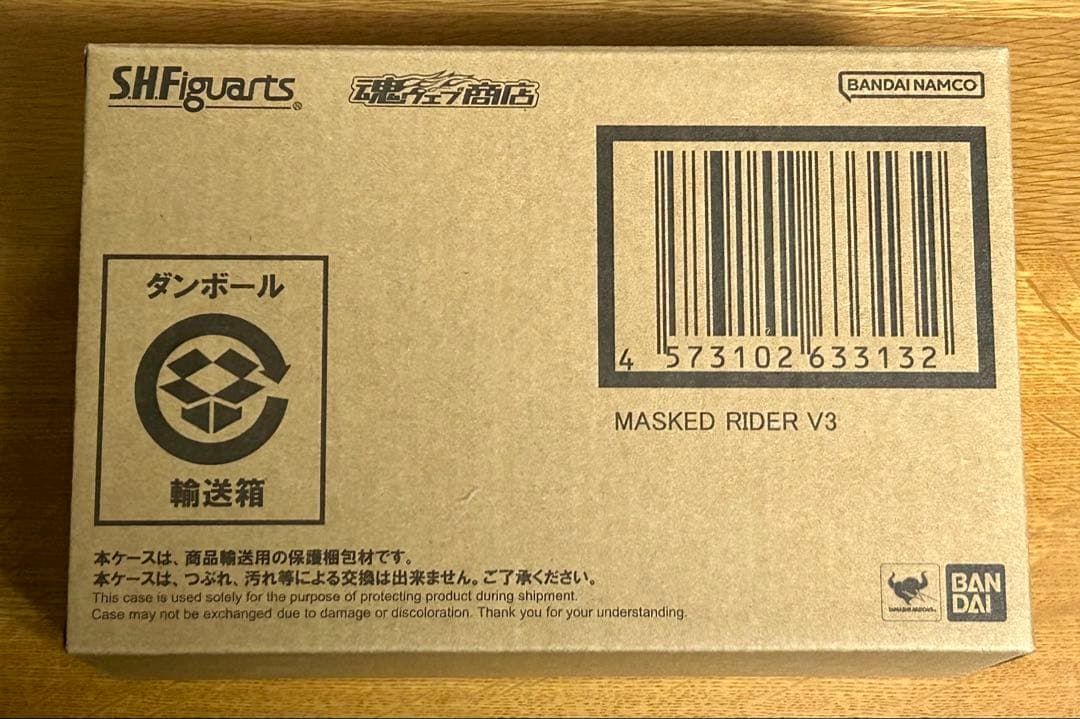 S.H.Figuarts®
魂ウェブ商店
BANDAI NAMCO
4 573102 633132
MASKED RIDER V3
ダンボール
輸送箱
本ケースは、商品輸送用の保護梱包材です。
本ケースは、つぶれ、汚れ等による交換は出来ません。ご了承ください。
This case is used solely for the purpose of protecting product during shipment.
Case may not be exchanged due to damage or discoloration. Thank you for your understanding.
TAMASHII NATIONS
BAN
DAI